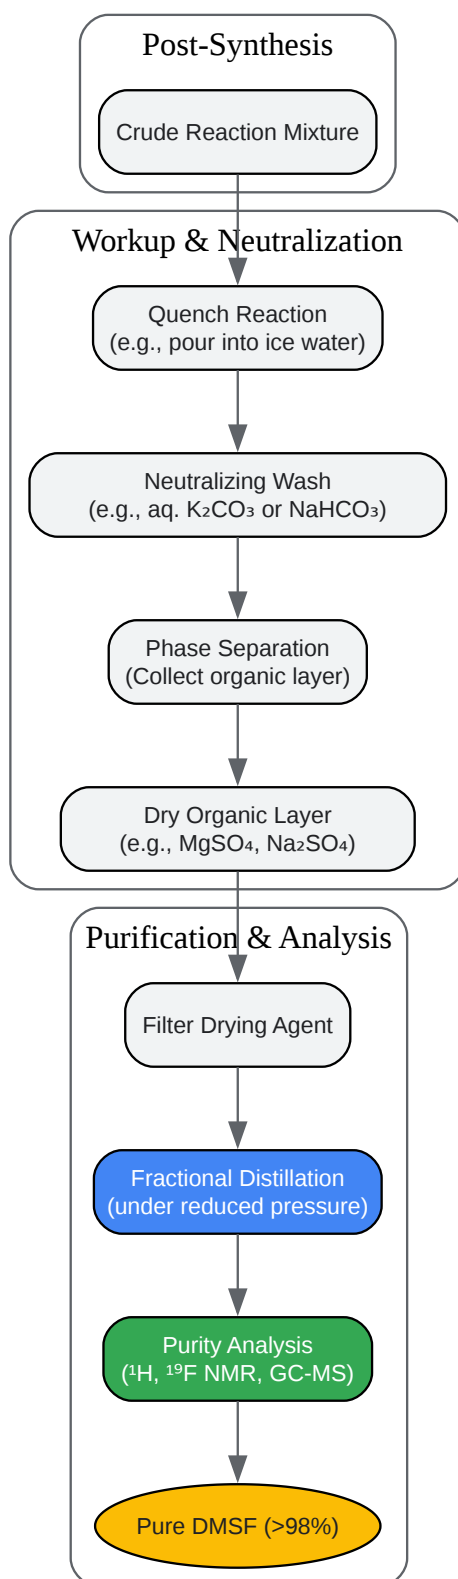 Post-Synthesis
Crude Reaction Mixture
Workup & Neutralization
Quench Reaction
(e.g., pour into ice water)
Neutralizing Wash
(e.g., aq. K₂CO₃ or NaHCO₃)
Phase Separation
(Collect organic layer)
Dry Organic Layer
(e.g., MgSO₄, Na₂SO₄)
Purification & Analysis
Filter Drying Agent
Fractional Distillation
(under reduced pressure)
Purity Analysis
(¹H, ¹⁹F NMR, GC-MS)
Pure DMSF (>98%)